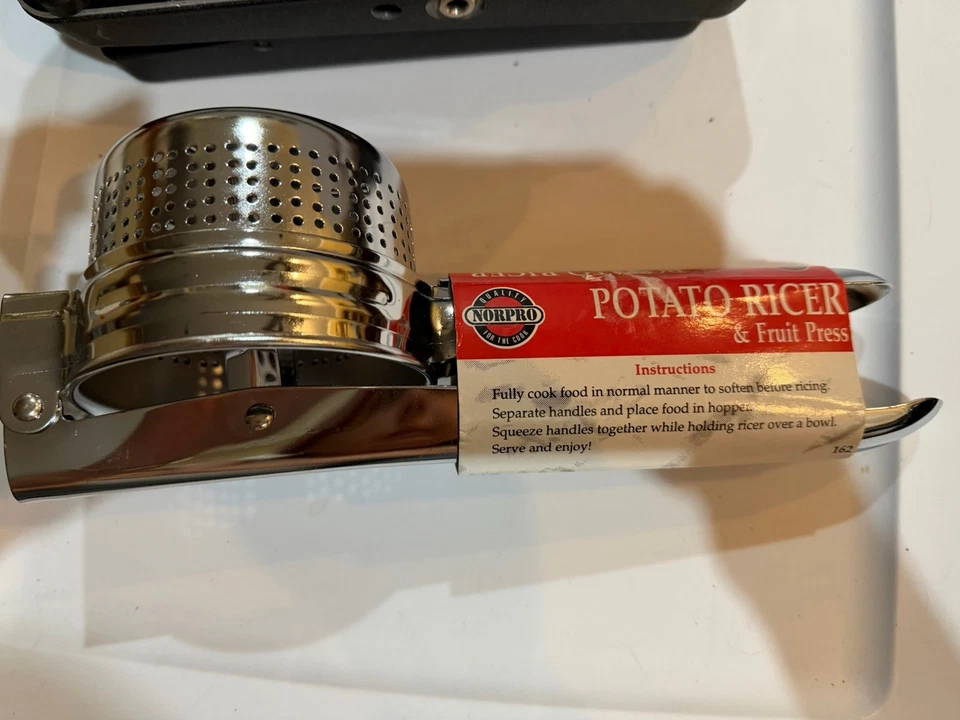 QUALITY
NORPRO
FOR THE COOK
POTATO RICER
& Fruit Press
Instructions
Fully cook food in normal manner to soften before ricing.
Separate handles and place food in hopper.
Squeeze handles together while holding ricer over a bowl.
Serve and enjoy!
162